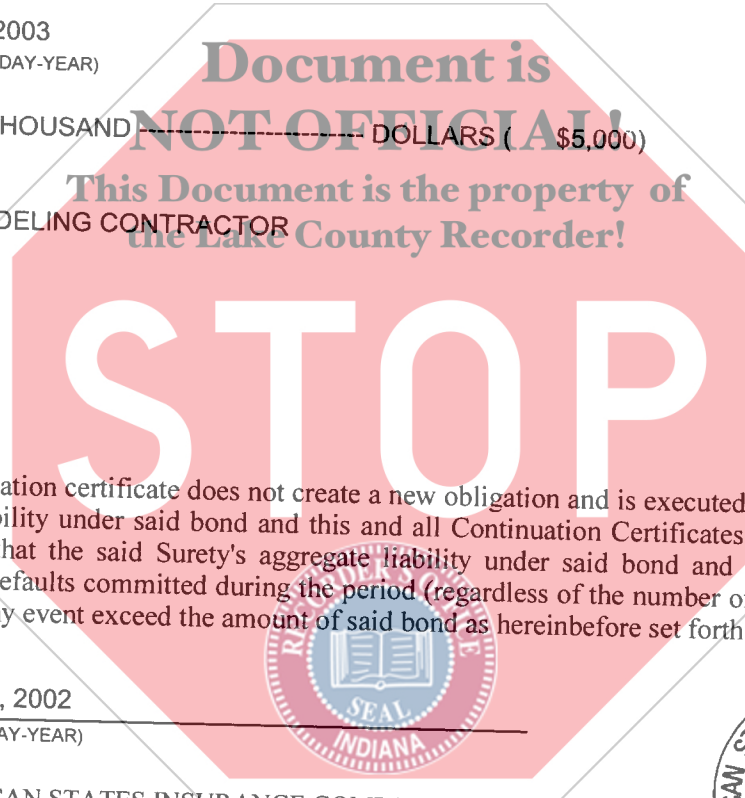 2003
DAY-YEAR)
Document is
NOT OFFICIAL!
HOUSAND ----------------------- DOLLARS ( $5,000)
This Document is the property of
the Lake County Recorder!
DELING CONTRACTOR
STOP
ation certificate does not create a new obligation and is executed
bility under said bond and this and all Continuation Certificates
hat the said Surety's aggregate liability under said bond and
efaults committed during the period (regardless of the number of
y event exceed the amount of said bond as hereinbefore set forth
SEAL
INDIANA
, 2002
AY-YEAR)
CAN STATES INSURANCE COMPA